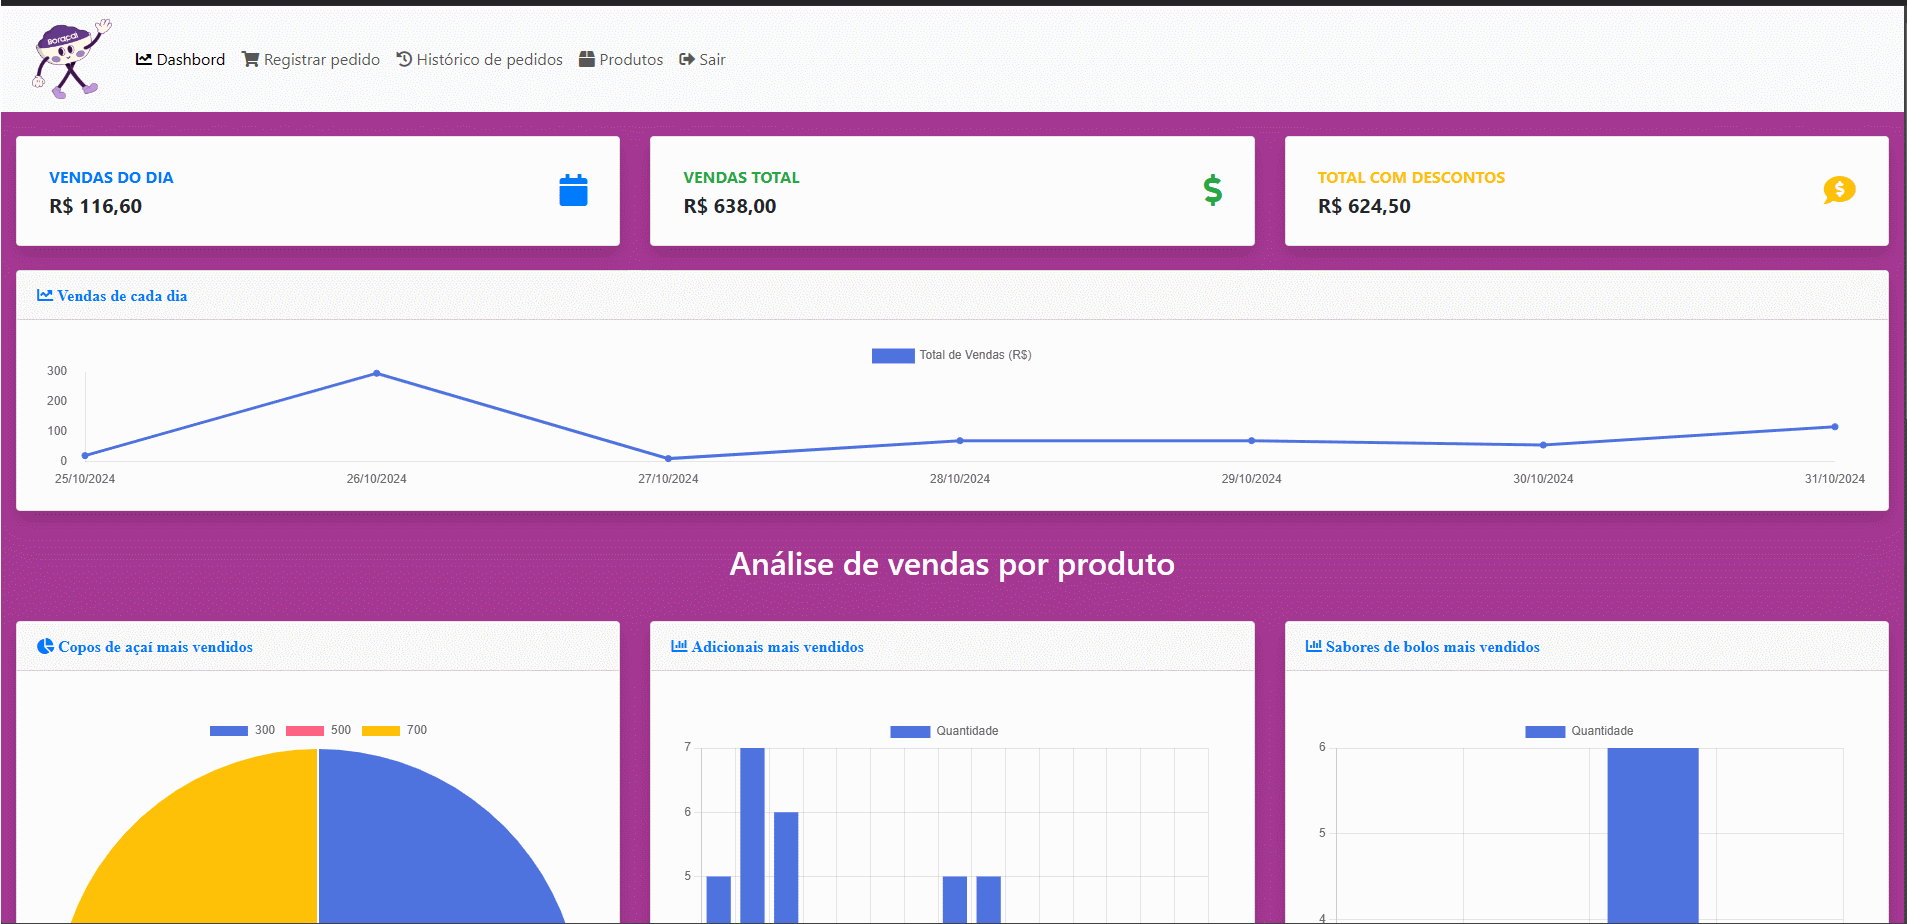 Boraçaí
Dashbord Registrar pedido Histórico de pedidos Produtos Sair
VENDAS DO DIA
R$ 116,60
VENDAS TOTAL
R$ 638,00
TOTAL COM DESCONTOS
R$ 624,50
Vendas de cada dia
Total de Vendas (R$)
300
200
100
0
25/10/2024 26/10/2024 27/10/2024 28/10/2024 29/10/2024 30/10/2024 31/10/2024
Análise de vendas por produto
Copos de açaí mais vendidos
300 500 700
Adicionais mais vendidos
Quantidade
7
6
5
Sabores de bolos mais vendidos
Quantidade
6
5
4